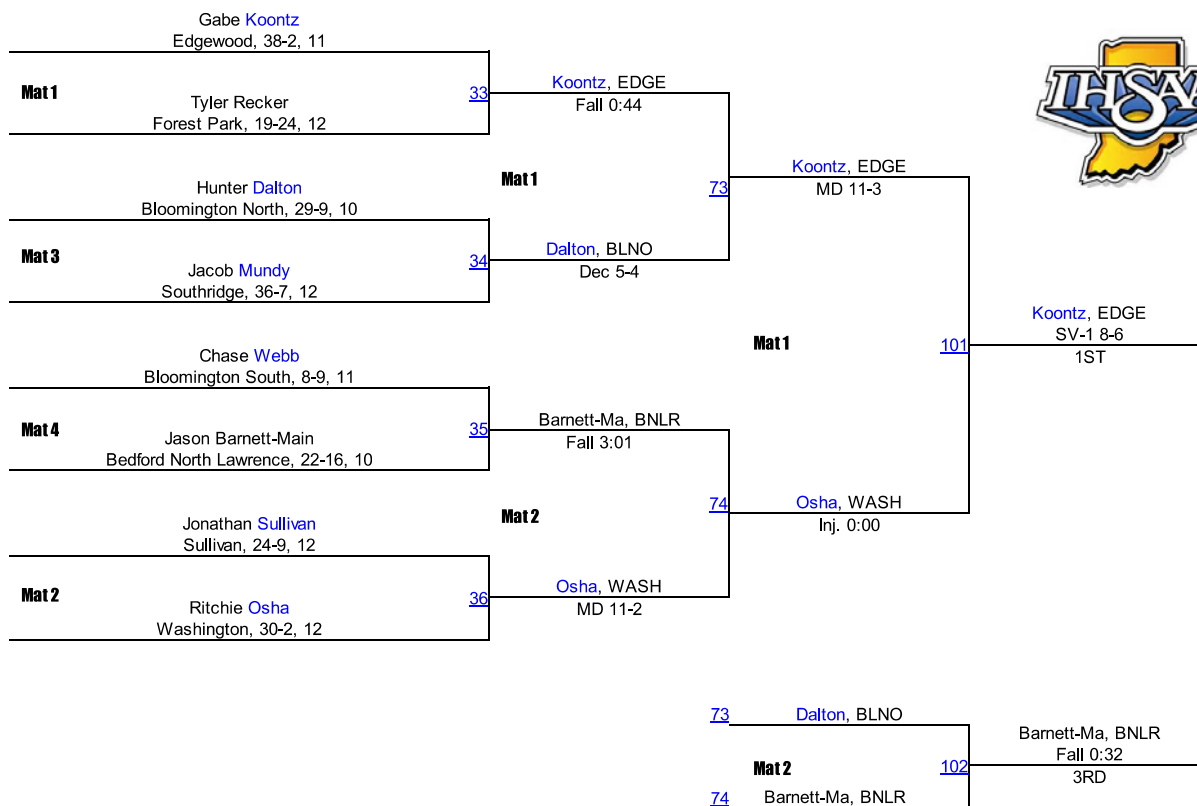 Gabe Koontz
Edgewood, 38-2, 11
Mat 1
33
Tyler Recker
Forest Park, 19-24, 12
Koontz, EDGE
Fall 0:44
Hunter Dalton
Bloomington North, 29-9, 10
Mat 3
34
Jacob Mundy
Southridge, 36-7, 12
Mat 1
73
Dalton, BLNO
Dec 5-4
Koontz, EDGE
MD 11-3
Chase Webb
Bloomington South, 8-9, 11
Mat 4
35
Jason Barnett-Main
Bedford North Lawrence, 22-16, 10
Barnett-Ma, BNLR
Fall 3:01
Jonathan Sullivan
Sullivan, 24-9, 12
Mat 2
36
Ritchie Osha
Washington, 30-2, 12
Mat 2
74
Osha, WASH
MD 11-2
Osha, WASH
Inj. 0:00
Mat 1
101
Koontz, EDGE
SV-1 8-6
1ST
IHSAA
73
Dalton, BLNO
Mat 2
102
74
Barnett-Ma, BNLR
Barnett-Ma, BNLR
Fall 0:32
3RD